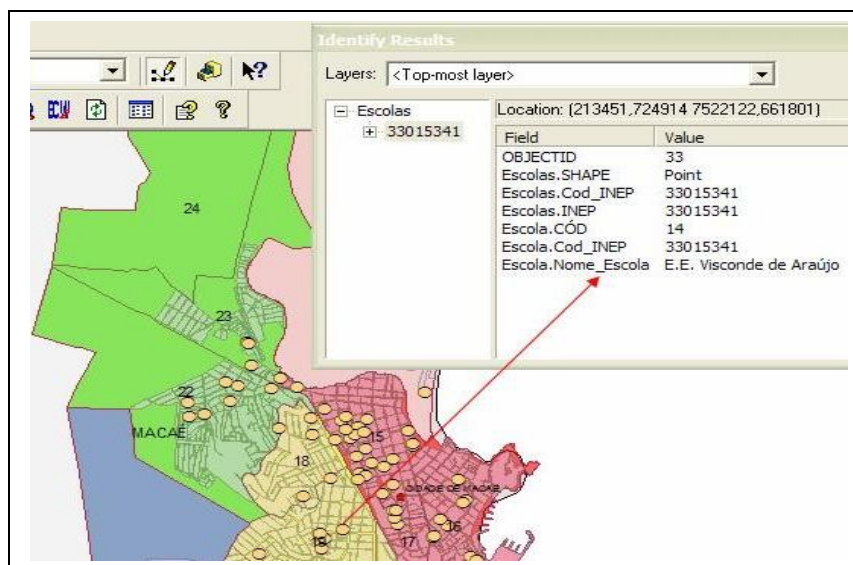 Identify Results
Layers: <Top-most layer>
Escolas
33015341
Location: (213451,724914 7522122,661801)
Field Value
OBJECTID 33
Escolas.SHAPE Point
Escolas.Cod_INEP 33015341
Escolas.INEP 33015341
Escola.CÓD 14
Escola.Cod_INEP 33015341
Escola.Nome_Escola E.E. Visconde de Araújo
24
23
22
MACAÉ
15
18
CIDADE DE MACAE
16
19
17